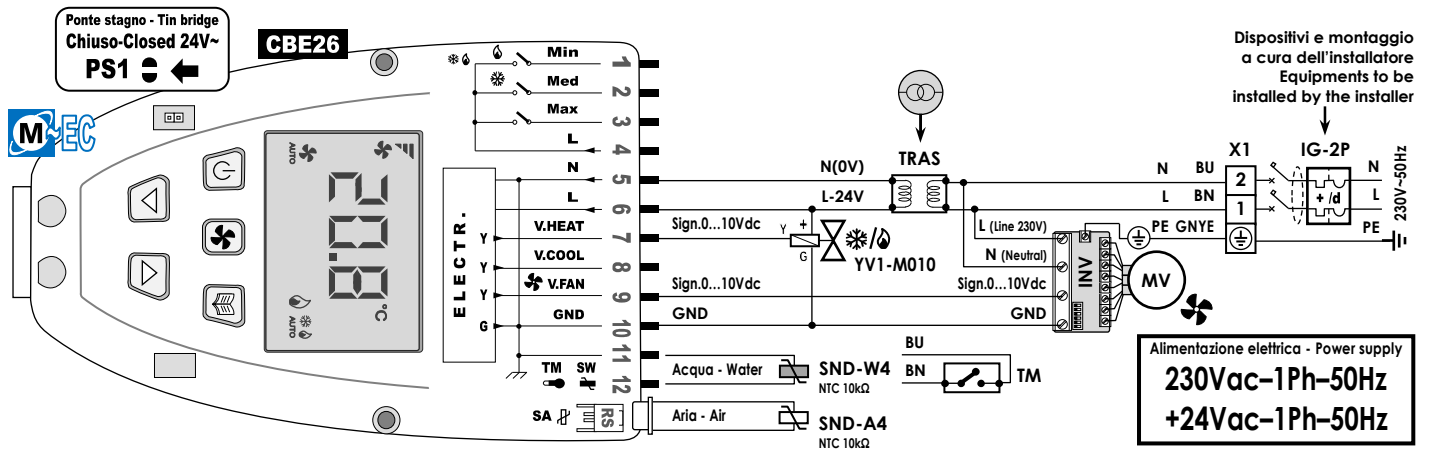 Ponte stagno - Tin bridge
Chiuso-Closed 24V~
PS1
CBE26
M EC
Min
Med
Max
L
N
L
V.HEAT
V.COOL
V.FAN
GND
Y
Y
Y
G
ELECTR.
1
2
3
4
5
6
7
8
9
10
11
12
TM SW
SA
RS
AUTO
20.8
°C
AUTO
N(0V)
L-24V
Sign.0...10Vdc
Sign.0...10Vdc
GND
Acqua - Water
Aria - Air
SND-W4
NTC 10kΩ
SND-A4
NTC 10kΩ
TRAS
Y
+
G
YV1-M010
BU
BN
TM
L (Line 230V)
N (Neutral)
Sign.0...10Vdc
GND
INV
MV
N BU
L BN
PE GNYE
X1
2
1
IG-2P
+ /d
N
L
PE
230V~50Hz
Dispositivi e montaggio
a cura dell'installatore
Equipments to be
installed by the installer
Alimentazione elettrica - Power supply
230Vac–1Ph–50Hz
+24Vac–1Ph–50Hz